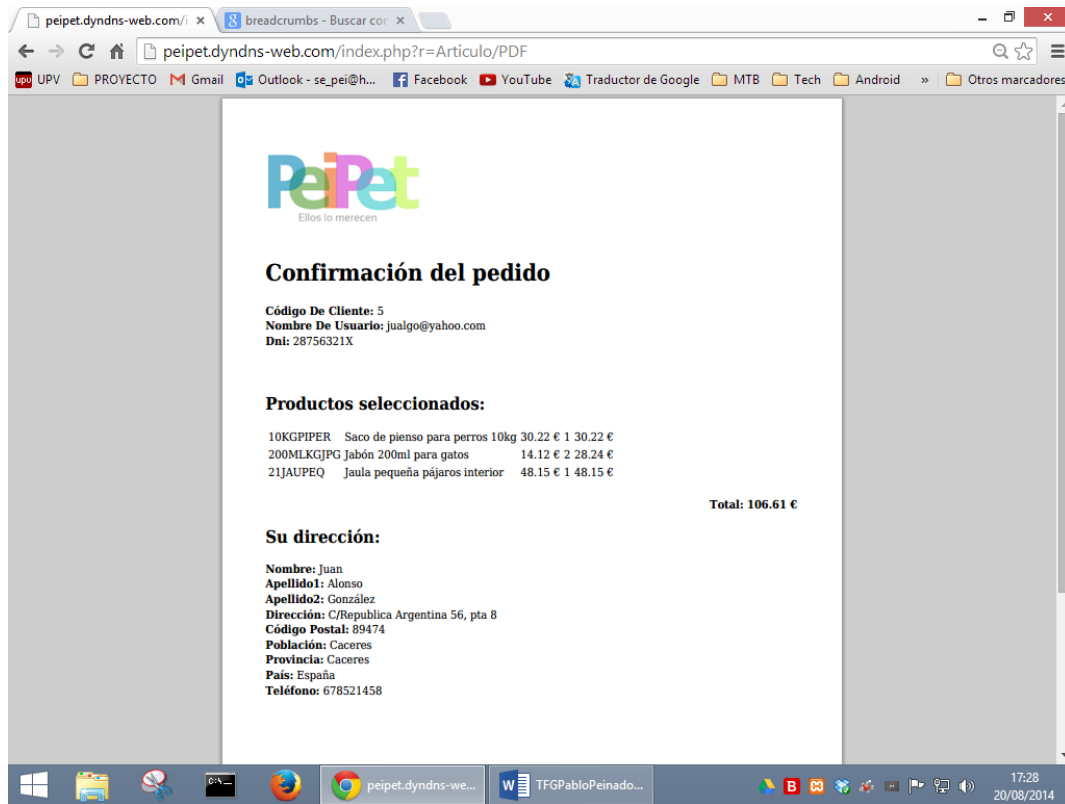 peipet.dyndns-web.com/i
breadcrumbs - Buscar con
peipet.dyndns-web.com/index.php?r=Articulo/PDF
upv UPV PROYECTO Gmail Outlook - se_pei@h... Facebook YouTube Traductor de Google MTB Tech Android » Otros marcadores
PeiPet
Ellos lo merecen
Confirmación del pedido
Código De Cliente: 5
Nombre De Usuario: jualgo@yahoo.com
Dni: 28756321X
Productos seleccionados:
10KGPIPER Saco de pienso para perros 10kg 30.22 € 1 30.22 €
200MLKGJPG Jabón 200ml para gatos 14.12 € 2 28.24 €
21JAUPEQ Jaula pequeña pájaros interior 48.15 € 1 48.15 €
Total: 106.61 €
Su dirección:
Nombre: Juan
Apellido1: Alonso
Apellido2: González
Dirección: C/Republica Argentina 56, pta 8
Código Postal: 89474
Población: Caceres
Provincia: Caceres
País: España
Teléfono: 678521458
peipet.dyndns-we...
TFGPabloPeinado...
17:28
20/08/2014